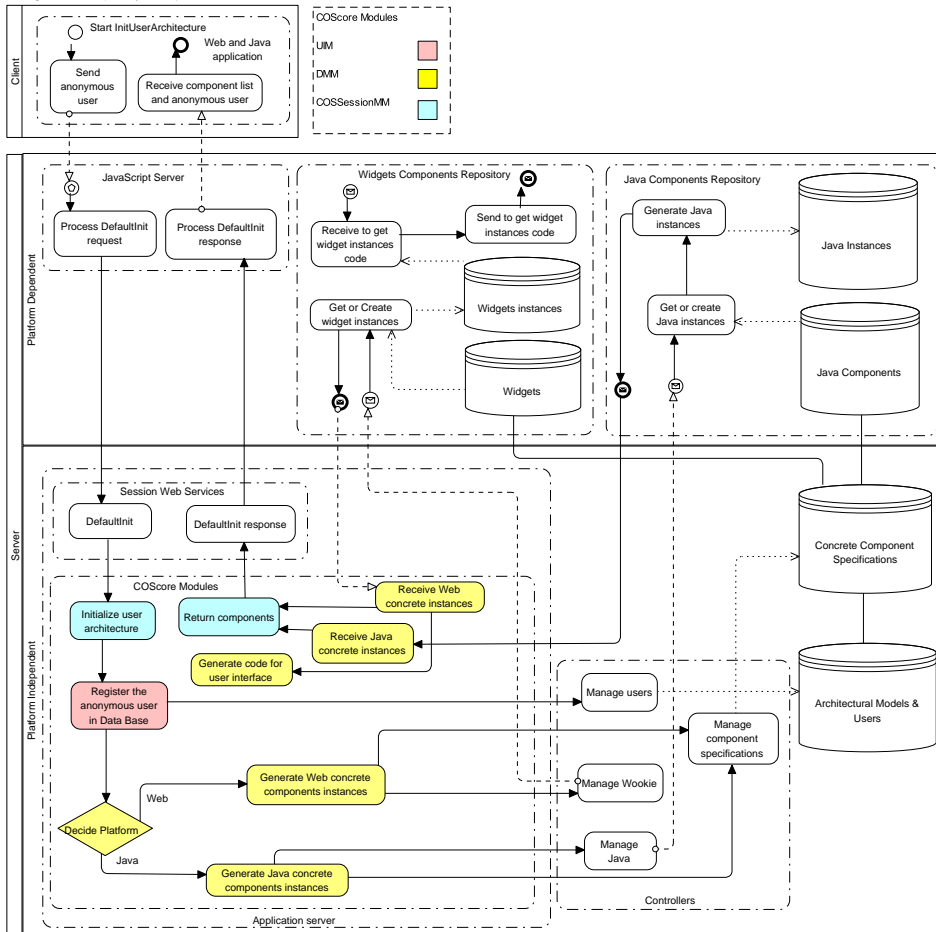 Client
Start InitUserArchitecture
Send
anonymous
user
Web and Java
application
Receive component list
and anonymous user
COScore Modules
UIM
DMM
COSSessionMM
Server
Platform Dependent
JavaScript Server
Process DefaultInit
request
Process DefaultInit
response
Widgets Components Repository
Receive to get
widget instances
code
Send to get widget
instances code
Widgets instances
Get or Create
widget instances
Widgets
Java Components Repository
Generate Java
instances
Java Instances
Get or create
Java instances
Java Components
Platform Independent
Session Web Services
DefaultInit
DefaultInit response
COScore Modules
Initialize user
architecture
Return components
Receive Web
concrete instances
Receive Java
concrete instances
Generate code for
user interface
Register the
anonymous user
in Data Base
Generate Web concrete
components instances
Web
Decide Platform
Java
Generate Java concrete
components instances
Application server
Manage users
Manage
component
specifications
Manage Wookie
Manage
Java
Controllers
Concrete Component
Specifications
Architectural Models &
Users